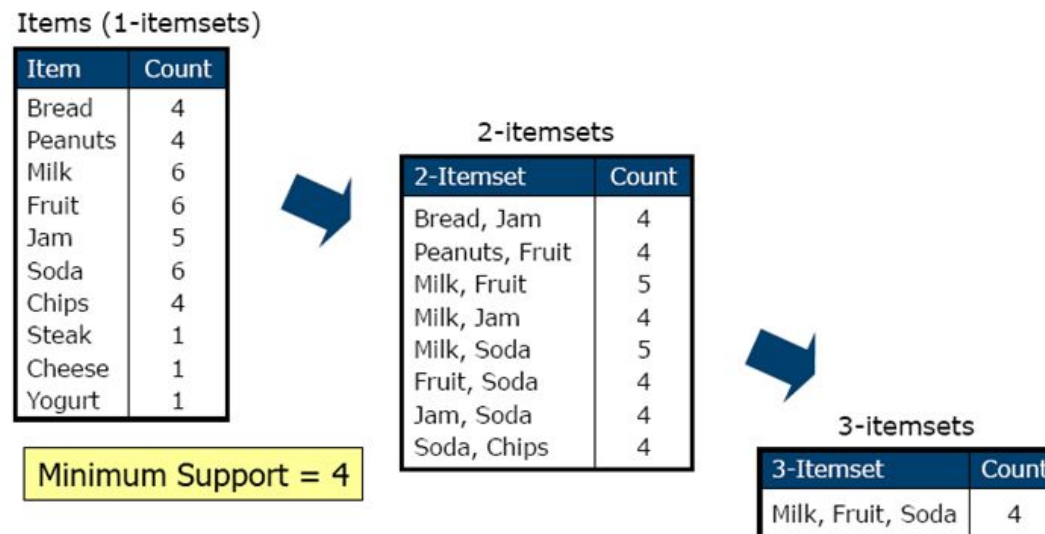 Items (1-itemsets)
Item Count
Bread 4
Peanuts 4
Milk 6
Fruit 6
Jam 5
Soda 6
Chips 4
Steak 1
Cheese 1
Yogurt 1
Minimum Support = 4
2-itemsets
2-Itemset Count
Bread, Jam 4
Peanuts, Fruit 4
Milk, Fruit 5
Milk, Jam 4
Milk, Soda 5
Fruit, Soda 4
Jam, Soda 4
Soda, Chips 4
3-itemsets
3-Itemset Count
Milk, Fruit, Soda 4